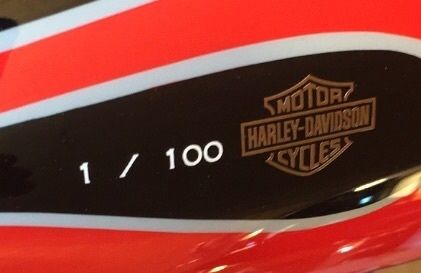 1 / 100
MOTOR
HARLEY-DAVIDSON
CYCLES